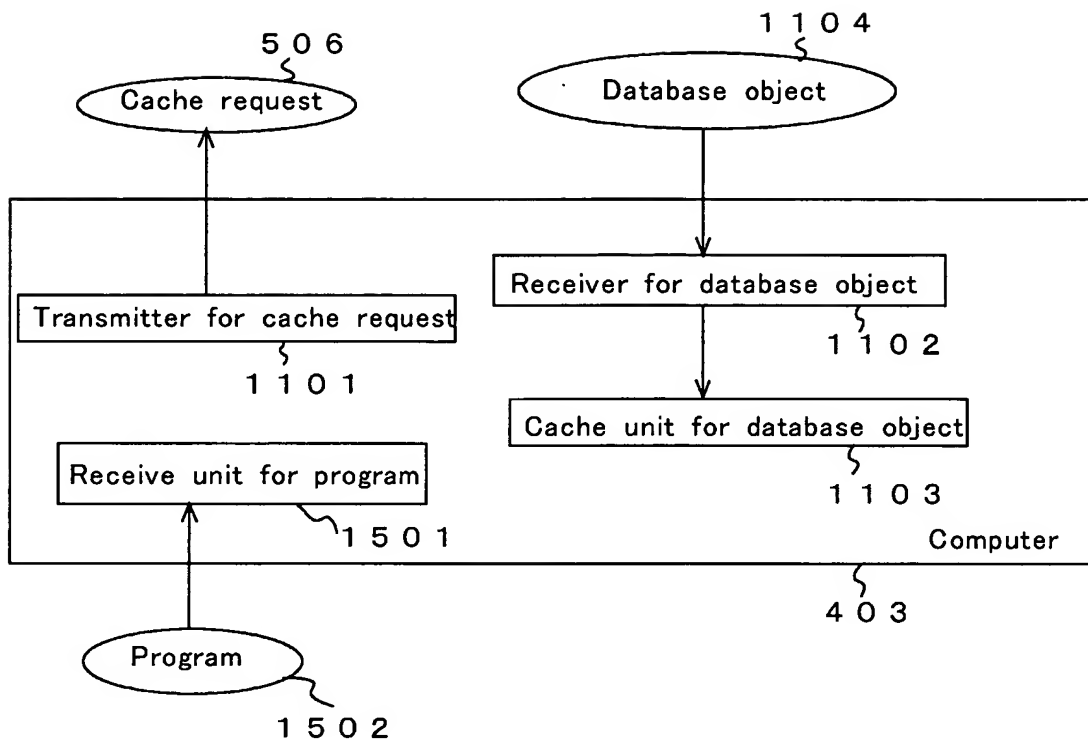 1104
506
Cache request
Database object
Receiver for database object
Transmitter for cache request
1102
1101
Cache unit for database object
Receive unit for program
1103
1501
Computer
403
Program
1502